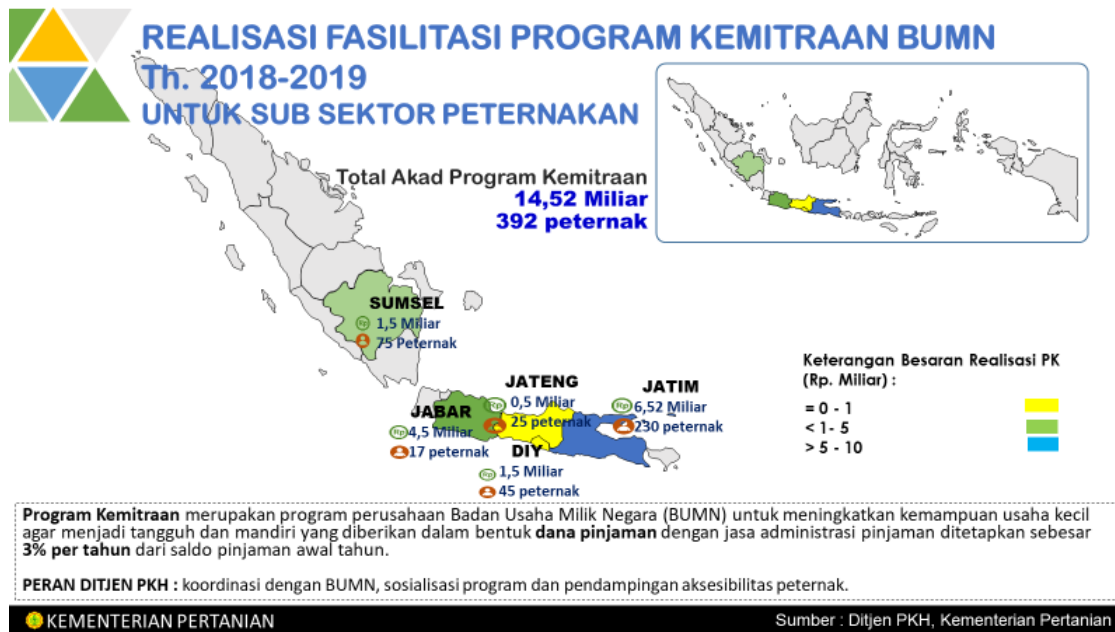 REALISASI FASILITASI PROGRAM KEMITRAAN BUMN
Th. 2018-2019
UNTUK SUB SEKTOR PETERNAKAN
Total Akad Program Kemitraan
14,52 Miliar
392 peternak
SUMSEL
Rp 1,5 Miliar
75 Peternak
JABAR
Rp 4,5 Miliar
17 peternak
JATENG
Rp 0,5 Miliar
25 peternak
DIY
Rp 1,5 Miliar
45 peternak
JATIM
Rp 6,52 Miliar
230 peternak
Keterangan Besaran Realisasi PK
(Rp. Miliar) :
= 0 - 1
< 1- 5
> 5 - 10
Program Kemitraan merupakan program perusahaan Badan Usaha Milik Negara (BUMN) untuk meningkatkan kemampuan usaha kecil
agar menjadi tangguh dan mandiri yang diberikan dalam bentuk dana pinjaman dengan jasa administrasi pinjaman ditetapkan sebesar
3% per tahun dari saldo pinjaman awal tahun.
PERAN DITJEN PKH : koordinasi dengan BUMN, sosialisasi program dan pendampingan aksesibilitas peternak.
KEMENTERIAN PERTANIAN
Sumber : Ditjen PKH, Kementerian Pertanian